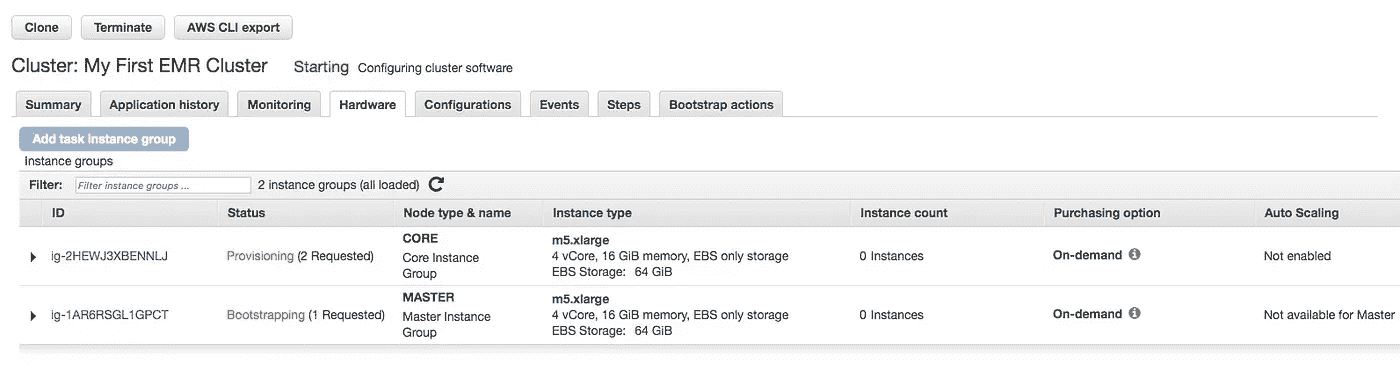 Clone Terminate AWS CLI export
Cluster: My First EMR Cluster Starting Configuring cluster software
Summary Application history Monitoring Hardware Configurations Events Steps Bootstrap actions
Add task instance group
Instance groups
Filter: Filter instance groups ... 2 instance groups (all loaded)
ID Status Node type & name Instance type Instance count Purchasing option Auto Scaling
ig-2HEWJ3XBENNLJ Provisioning (2 Requested) CORE
Core Instance
Group m5.xlarge
4 vCore, 16 GiB memory, EBS only storage
EBS Storage: 64 GiB 0 Instances On-demand Not enabled
ig-1AR6RSGL1GPCT Bootstrapping (1 Requested) MASTER
Master Instance
Group m5.xlarge
4 vCore, 16 GiB memory, EBS only storage
EBS Storage: 64 GiB 0 Instances On-demand Not available for Master